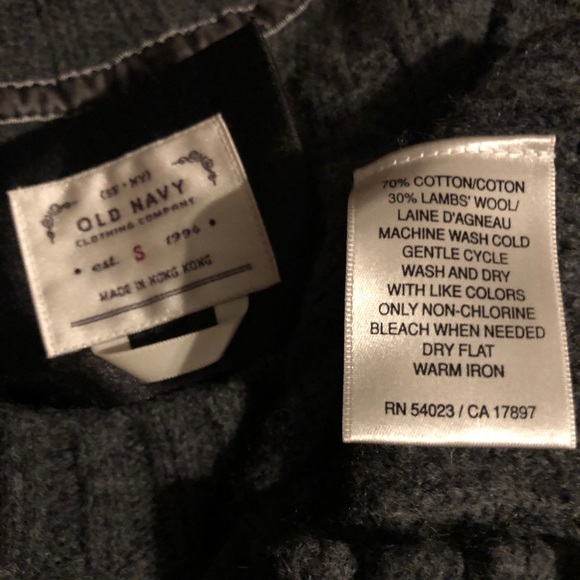 (SF • NY)
OLD NAVY
CLOTHING COMPANY
• est. S 1994 •
MADE IN HONG KONG
70% COTTON/COTON
30% LAMBS' WOOL/
LAINE D'AGNEAU
MACHINE WASH COLD
GENTLE CYCLE
WASH AND DRY
WITH LIKE COLORS
ONLY NON-CHLORINE
BLEACH WHEN NEEDED
DRY FLAT
WARM IRON
RN 54023 / CA 17897